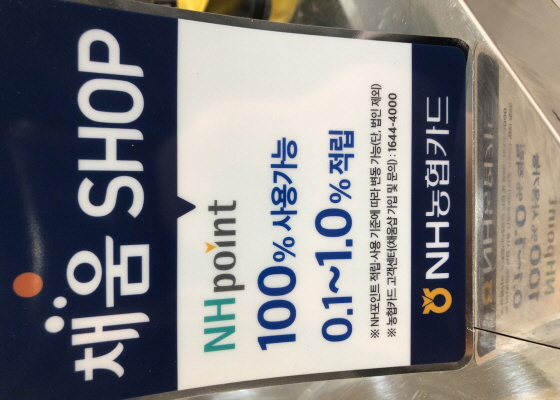 채움 SHOP
NHpoint
100% 사용가능
0.1~1.0% 적립
※ NH포인트 적립·사용 기준에 따라 변동 가능(단, 법인 제외)
※ 농협카드 고객센터(채움샵 가입 및 문의) : 1644-4000
NH농협카드